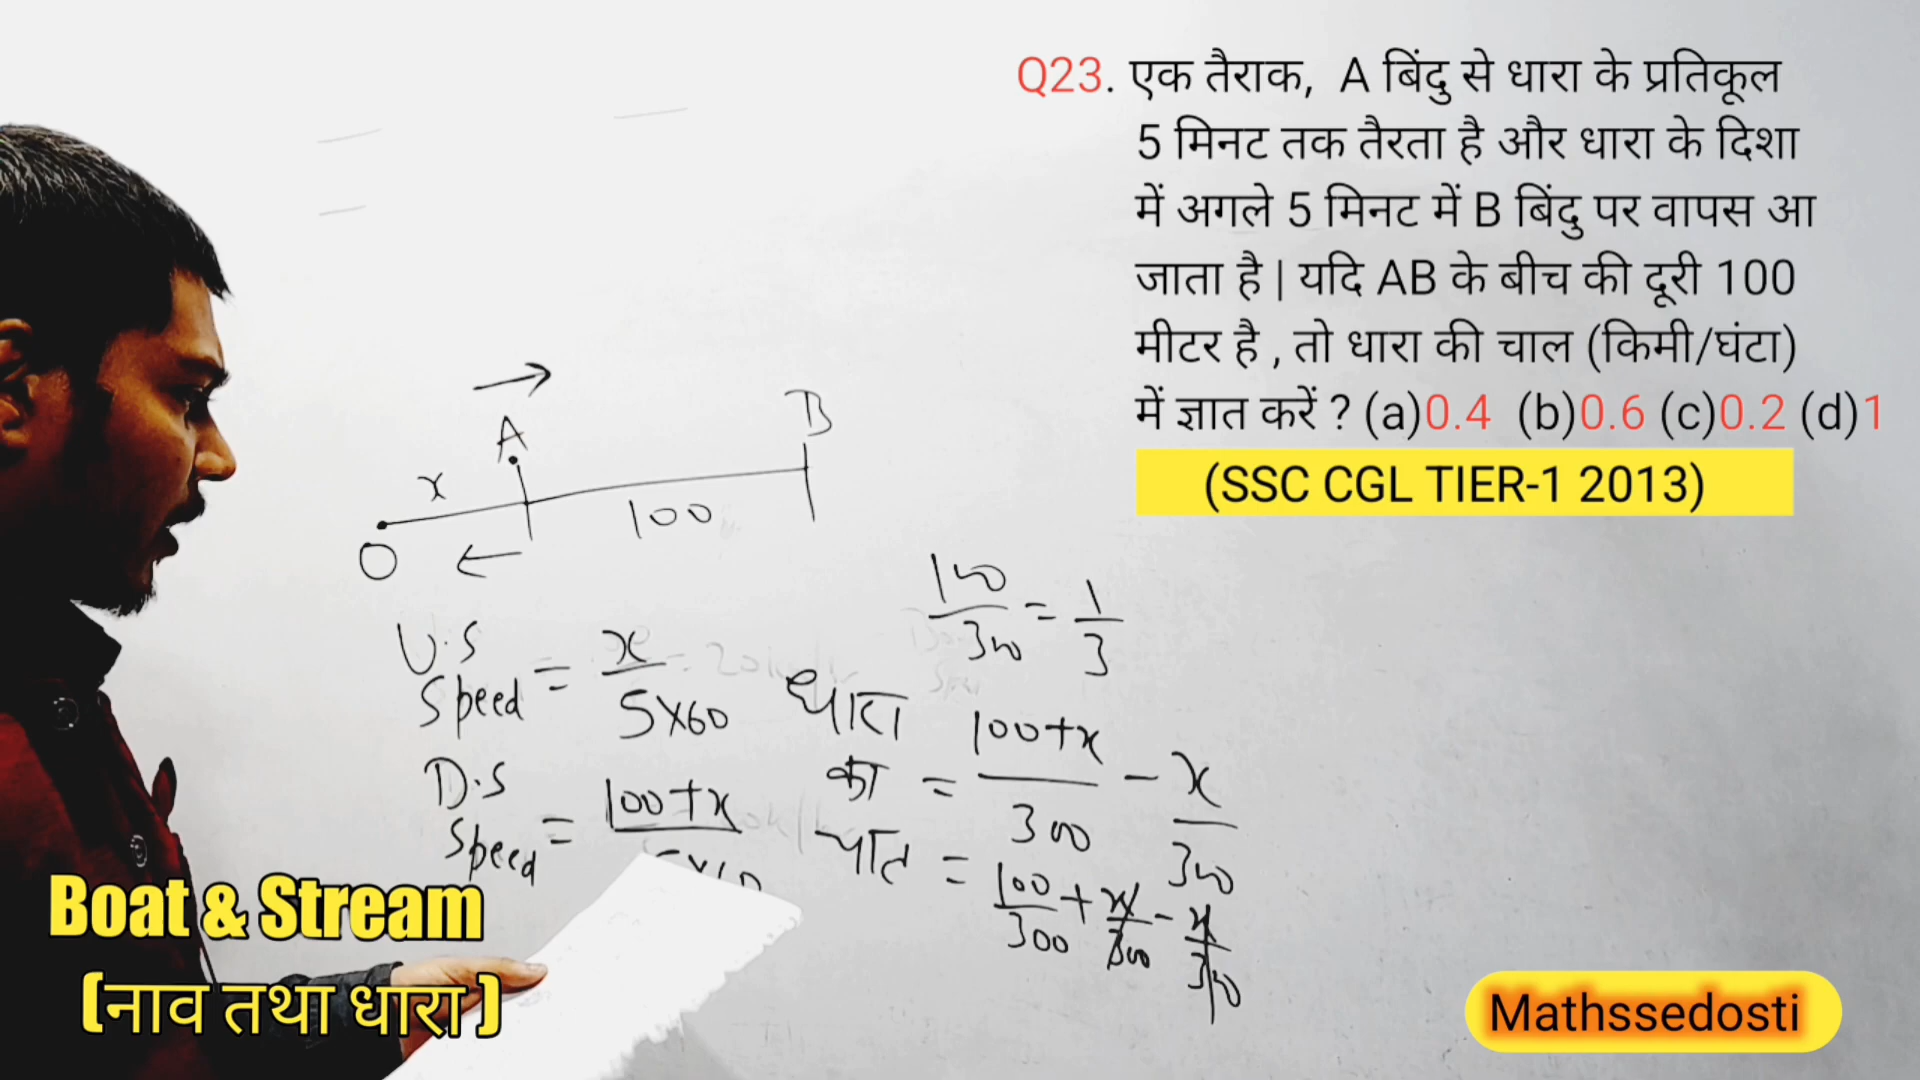 Q23. एक तैराक, A बिंदु से धारा के प्रतिकूल
5 मिनट तक तैरता है और धारा के दिशा
में अगले 5 मिनट में B बिंदु पर वापस आ
जाता है | यदि AB के बीच की दूरी 100
मीटर है , तो धारा की चाल (किमी/घंटा)
में ज्ञात करें ? (a)0.4 (b)0.6 (c)0.2 (d)1
(SSC CGL TIER-1 2013)
A
B
x
100
O
100/300 = 1/3
U.S Speed = x/5x60
D.S Speed = 100+x
धारा का = 100+x/300 - x/300
= 100/300 + x/300 - x/300
Boat & Stream
(नाव तथा धारा)
Mathssedosti